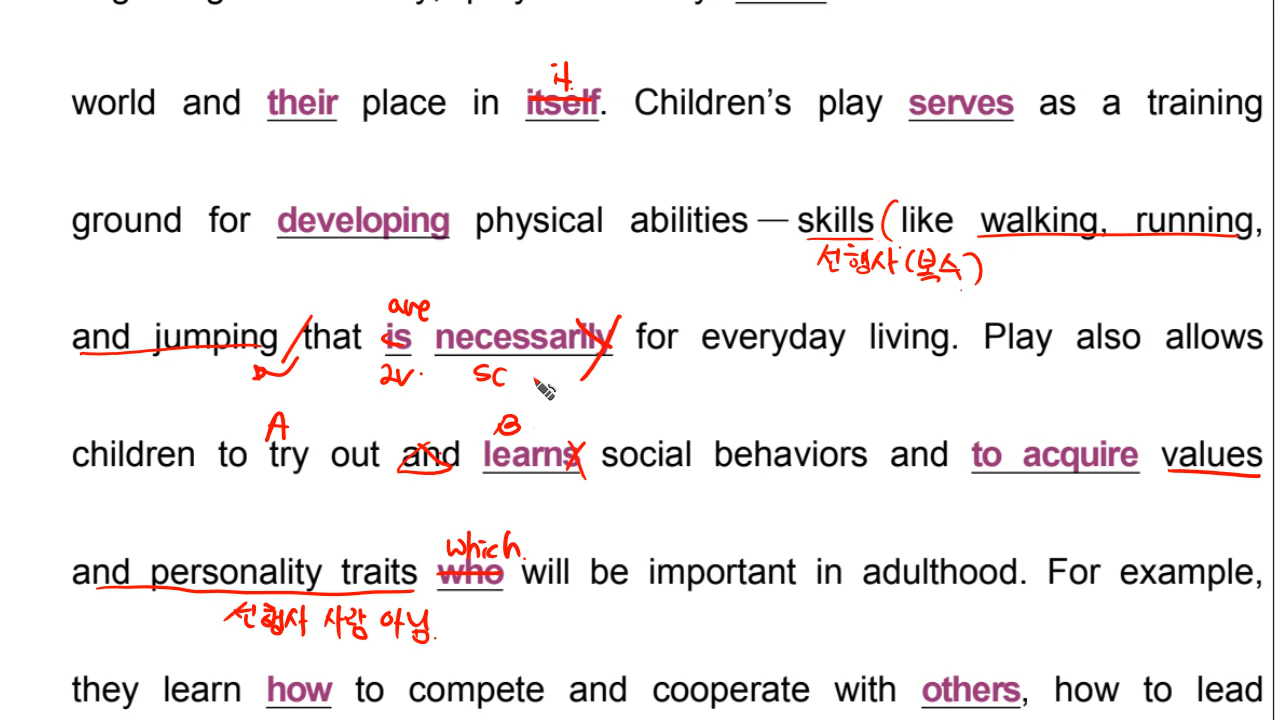 it
world and their place in itself. Children's play serves as a training
ground for developing physical abilities — skills (like walking, running,
선행사 (복수)
are
and jumping that is necessarily for everyday living. Play also allows
2v. sc
A B
children to try out and learns social behaviors and to acquire values
which
and personality traits who will be important in adulthood. For example,
선행사 사람 아님.
they learn how to compete and cooperate with others, how to lead